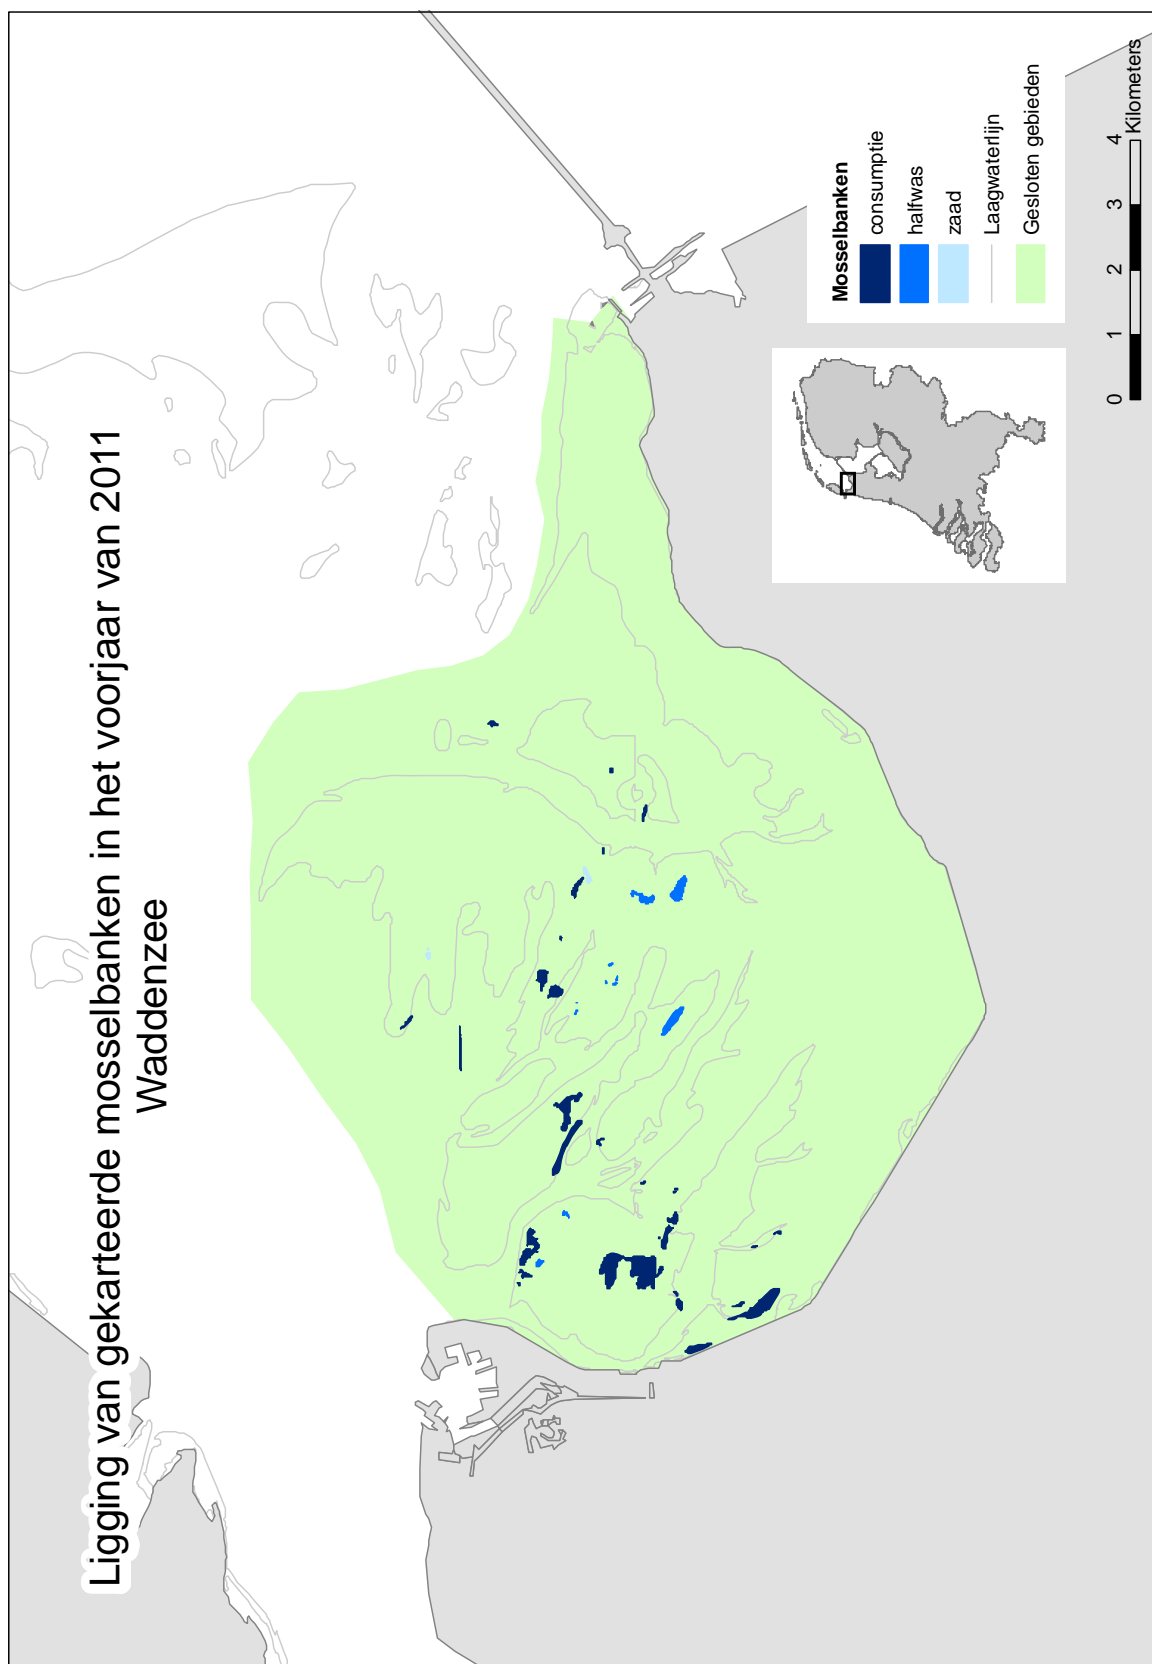 Ligging van gekarteerde mosselbanken in het voorjaar van 2011
Waddenzee
Mosselbanken
consumptie
halfwas
zaad
Laagwaterlijn
Gesloten gebieden
0 1 2 3 4
Kilometers